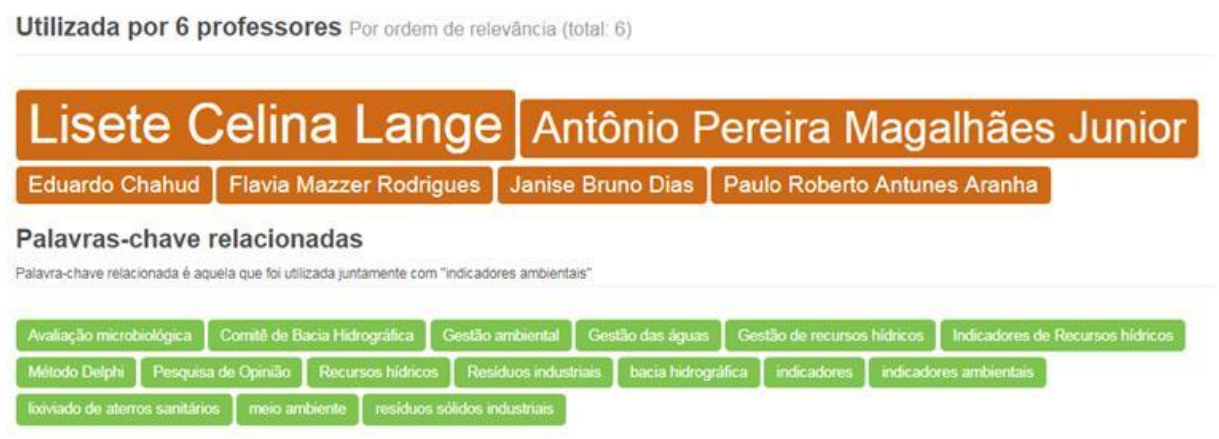 Utilizada por 6 professores Por ordem de relevância (total: 6)
Lisete Celina Lange Antônio Pereira Magalhães Junior
Eduardo Chahud Flavia Mazzer Rodrigues Janise Bruno Dias Paulo Roberto Antunes Aranha
Palavras-chave relacionadas
Palavra-chave relacionada é aquela que foi utilizada juntamente com "indicadores ambientais"
Avaliação microbiológica Comitê de Bacia Hidrográfica Gestão ambiental Gestão das águas Gestão de recursos hídricos Indicadores de Recursos hídricos
Método Delphi Pesquisa de Opinião Recursos hídricos Resíduos industriais bacia hidrográfica indicadores indicadores ambientais
lixiviado de aterros sanitários meio ambiente resíduos sólidos industriais